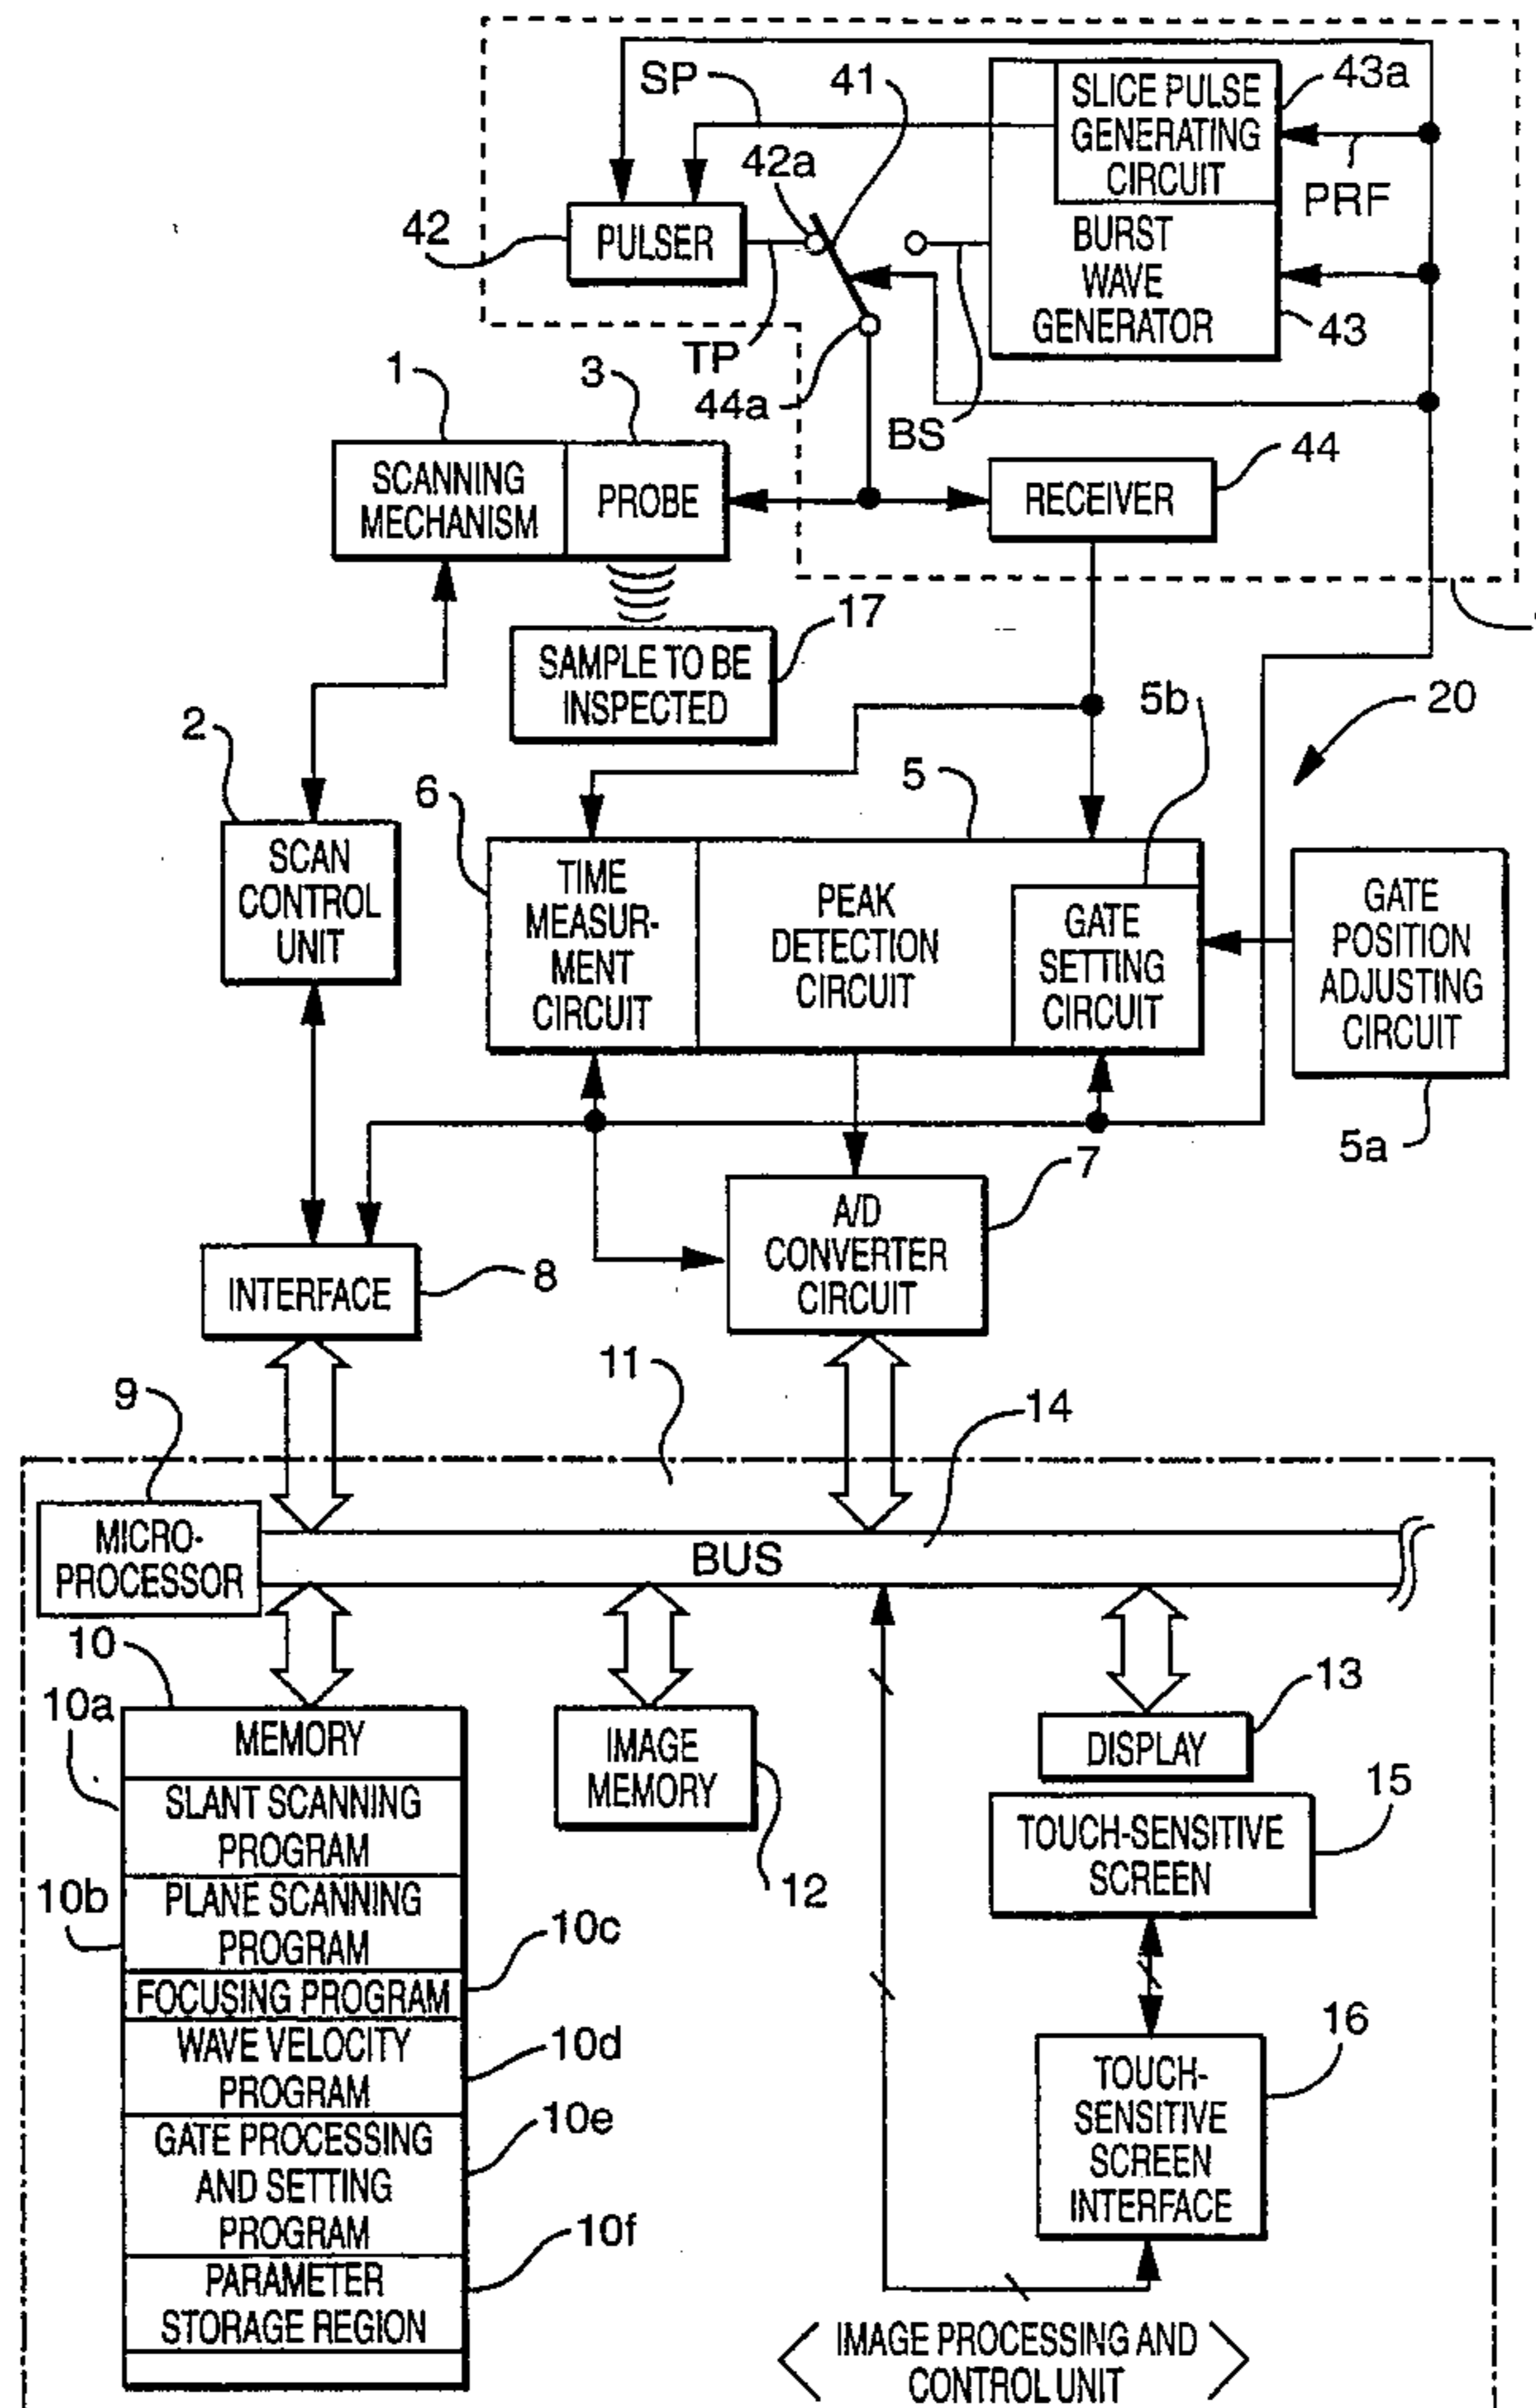 SP
41
SLICE PULSE
GENERATING
CIRCUIT
43a
42a
PRF
42
PULSER
BURST
WAVE
GENERATOR
43
TP
44a
BS
1
3
44
SCANNING
MECHANISM
PROBE
RECEIVER
17
SAMPLE TO BE
INSPECTED
5b
20
2
6
5
SCAN
CONTROL
UNIT
TIME
MEASUR-
MENT
CIRCUIT
PEAK
DETECTION
CIRCUIT
GATE
SETTING
CIRCUIT
GATE
POSITION
ADJUSTING
CIRCUIT
5a
7
A/D
CONVERTER
CIRCUIT
INTERFACE
8
11
9
14
MICRO-
PROCESSOR
BUS
10
10a
MEMORY
IMAGE
MEMORY
13
DISPLAY
SLANT SCANNING
PROGRAM
15
TOUCH-SENSITIVE
SCREEN
12
10b
PLANE SCANNING
PROGRAM
10c
FOCUSING PROGRAM
WAVE VELOCITY
PROGRAM
10d
16
TOUCH-
SENSITIVE
SCREEN
INTERFACE
GATE PROCESSING
AND SETTING
PROGRAM
10e
PARAMETER
STORAGE REGION
10f
IMAGE PROCESSING AND
CONTROL UNIT